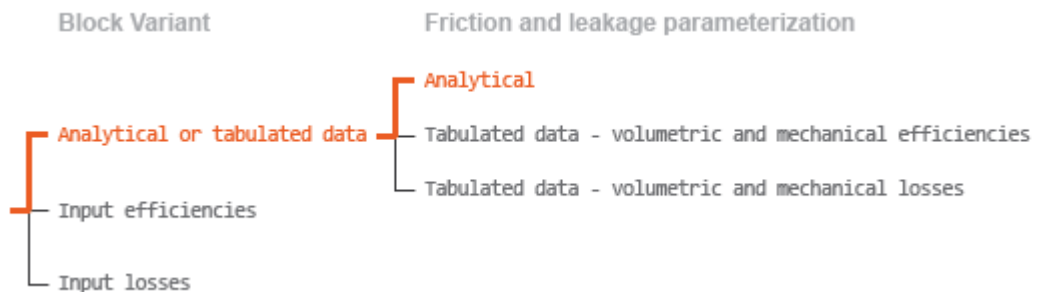 Block Variant
Friction and leakage parameterization
Analytical
Analytical or tabulated data
Tabulated data - volumetric and mechanical efficiencies
Tabulated data - volumetric and mechanical losses
Input efficiencies
Input losses